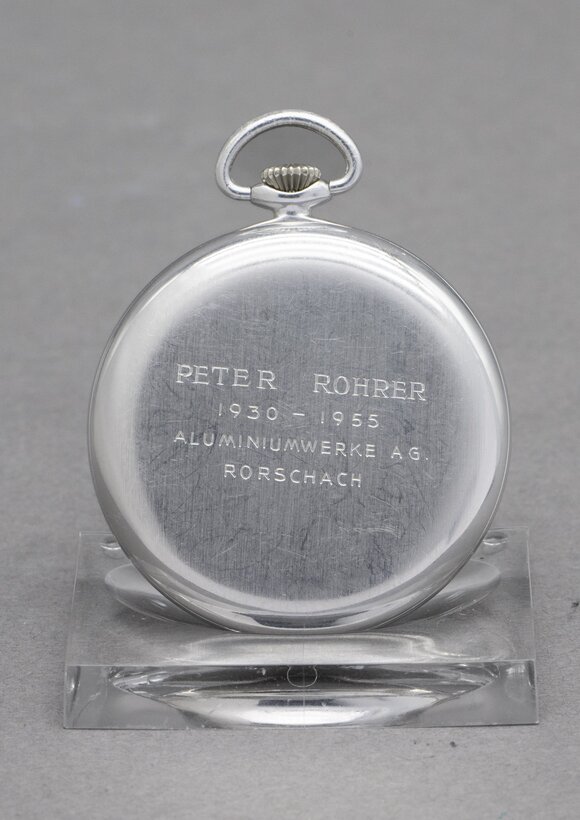 PETER ROHRER
1930 - 1955
ALUMINIUMWERKE AG.
RORSCHACH